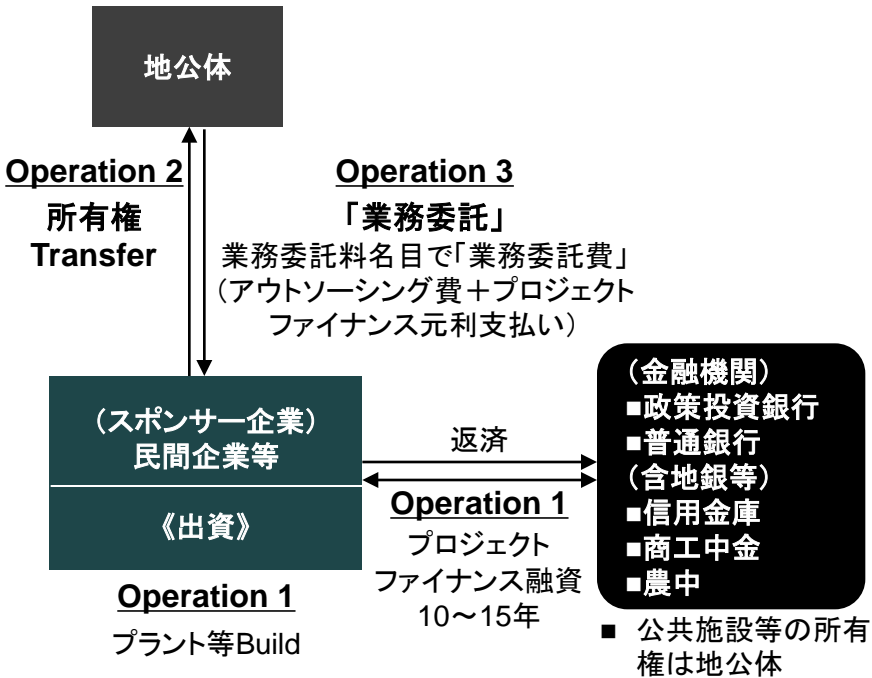 地公体
Operation 2
所有権
Transfer
Operation 3
「業務委託」
業務委託料名目で「業務委託費」
（アウトソーシング費＋プロジェクト
ファイナンス元利支払い）
（スポンサー企業）
民間企業等
《出資》
Operation 1
プラント等Build
返済
Operation 1
プロジェクト
ファイナンス融資
10～15年
（金融機関）
■政策投資銀行
■普通銀行
（含地銀等）
■信用金庫
■商工中金
■農中
■ 公共施設等の所有
権は地公体